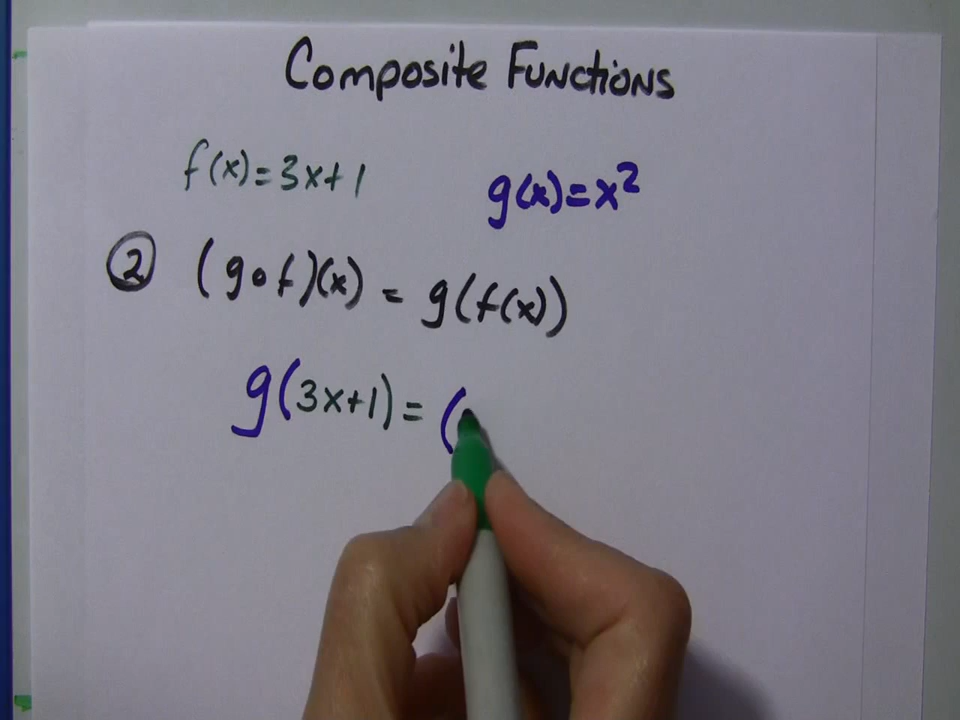 Composite Functions
f(x)=3x+1 g(x)=x²
② (g∘f)(x) = g(f(x))
g(3x+1) = (